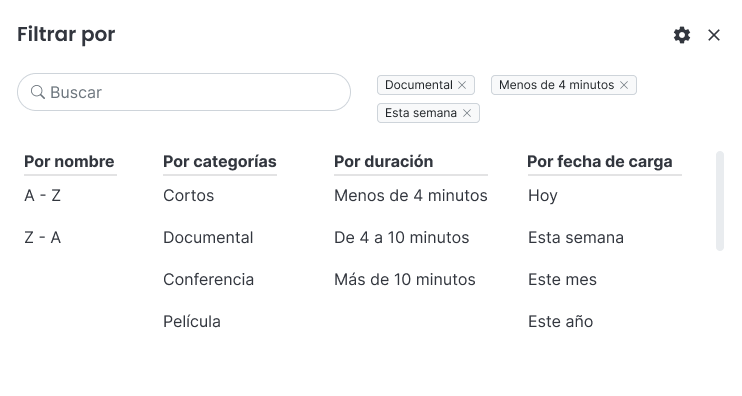 Filtrar por
Buscar
Documental
Menos de 4 minutos
Esta semana
Por nombre
A - Z
Z - A
Por categorías
Cortos
Documental
Conferencia
Película
Por duración
Menos de 4 minutos
De 4 a 10 minutos
Más de 10 minutos
Por fecha de carga
Hoy
Esta semana
Este mes
Este año